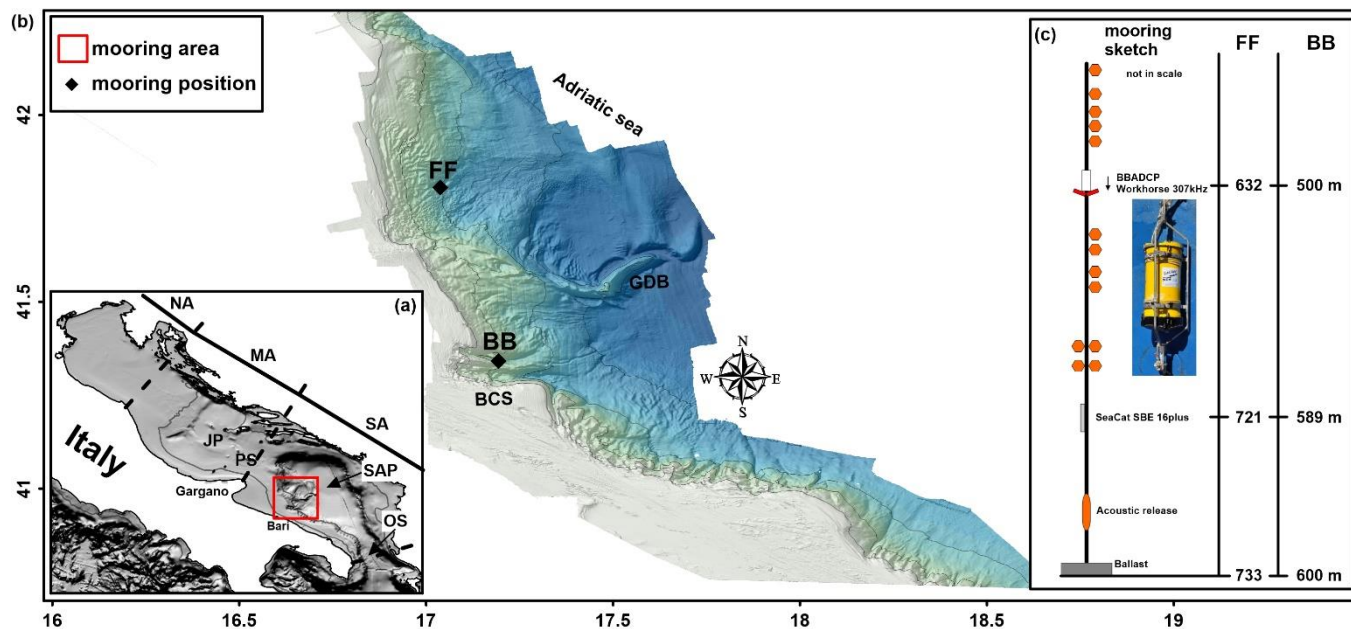 (b)
mooring area
mooring position
42
41.5
41
16
16.5
17
17.5
18
18.5
19
Adriatic sea
FF
GDB
BB
BCS
N
W E
S
(a)
NA
MA
SA
Italy
JP
PS
SAP
Gargano
Bari
OS
(c)
mooring
sketch
FF BB
not in scale
BBADCP
Workhorse 307kHz
632 500 m
SeaCat SBE 16plus
721 589 m
Acoustic release
Ballast
733 600 m